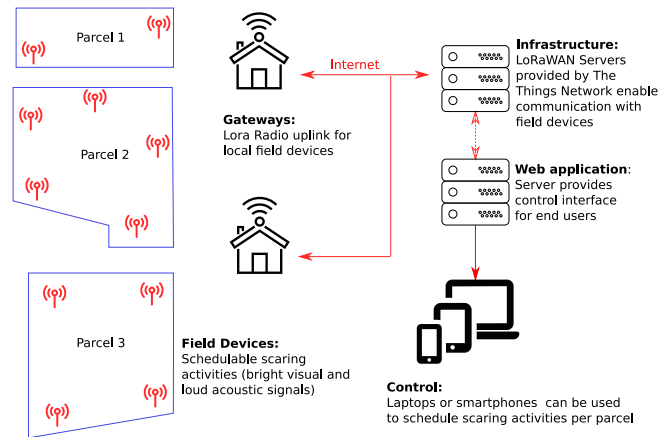 Parcel 1
Parcel 2
Parcel 3
Gateways:
Lora Radio uplink for
local field devices
Internet
Infrastructure:
LoRaWAN Servers
provided by The
Things Network enable
communication with
field devices
Web application:
Server provides
control interface
for end users
Field Devices:
Schedulable scaring
activities (bright visual and
loud acoustic signals)
Control:
Laptops or smartphones can be used
to schedule scaring activities per parcel